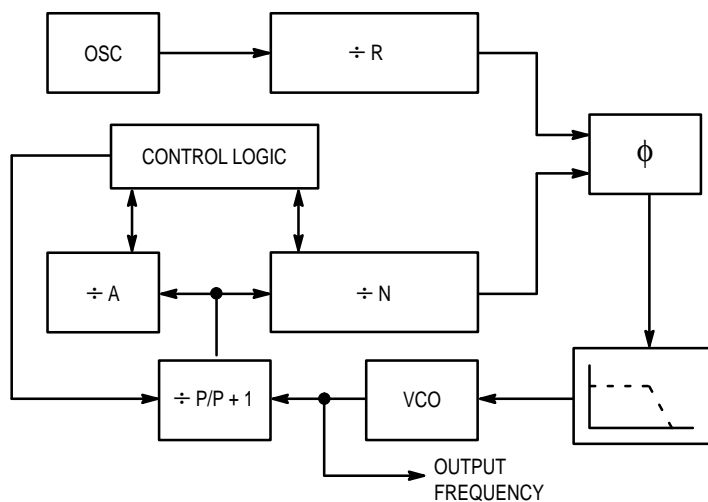 OSC
÷ R
CONTROL LOGIC
ϕ
÷ A
÷ N
÷ P/P + 1
VCO
OUTPUT
FREQUENCY